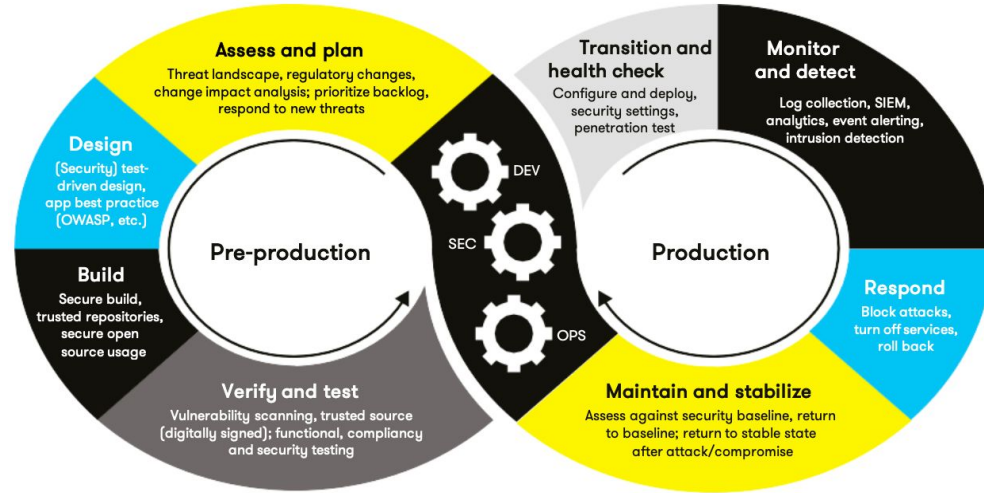 Assess and plan
Threat landscape, regulatory changes,
change impact analysis; prioritize backlog,
respond to new threats
Design
(Security) test-
driven design,
app best practice
(OWASP, etc.)
Build
Secure build,
trusted repositories,
secure open
source usage
Verify and test
Vulnerability scanning, trusted source
(digitally signed); functional, compliancy
and security testing
Pre-production
DEV
SEC
OPS
Transition and
health check
Configure and deploy,
security settings,
penetration test
Monitor
and detect
Log collection, SIEM,
analytics, event alerting,
intrusion detection
Respond
Block attacks,
turn off services,
roll back
Maintain and stabilize
Assess against security baseline, return
to baseline; return to stable state
after attack/compromise
Production